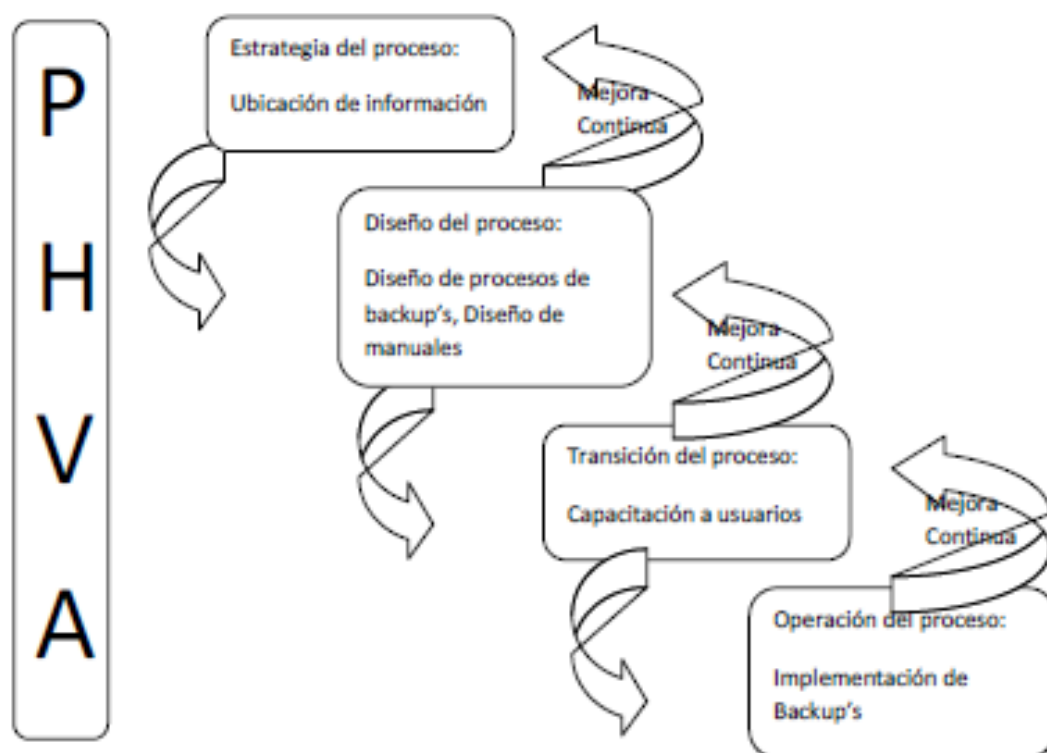 P
H
V
A
Estrategia del proceso:
Ubicación de información
Mejora
Continua
Diseño del proceso:
Diseño de procesos de
backup's, Diseño de
manuales
Mejora
Continua
Transición del proceso:
Capacitación a usuarios
Mejora
Continua
Operación del proceso:
Implementación de
Backup's